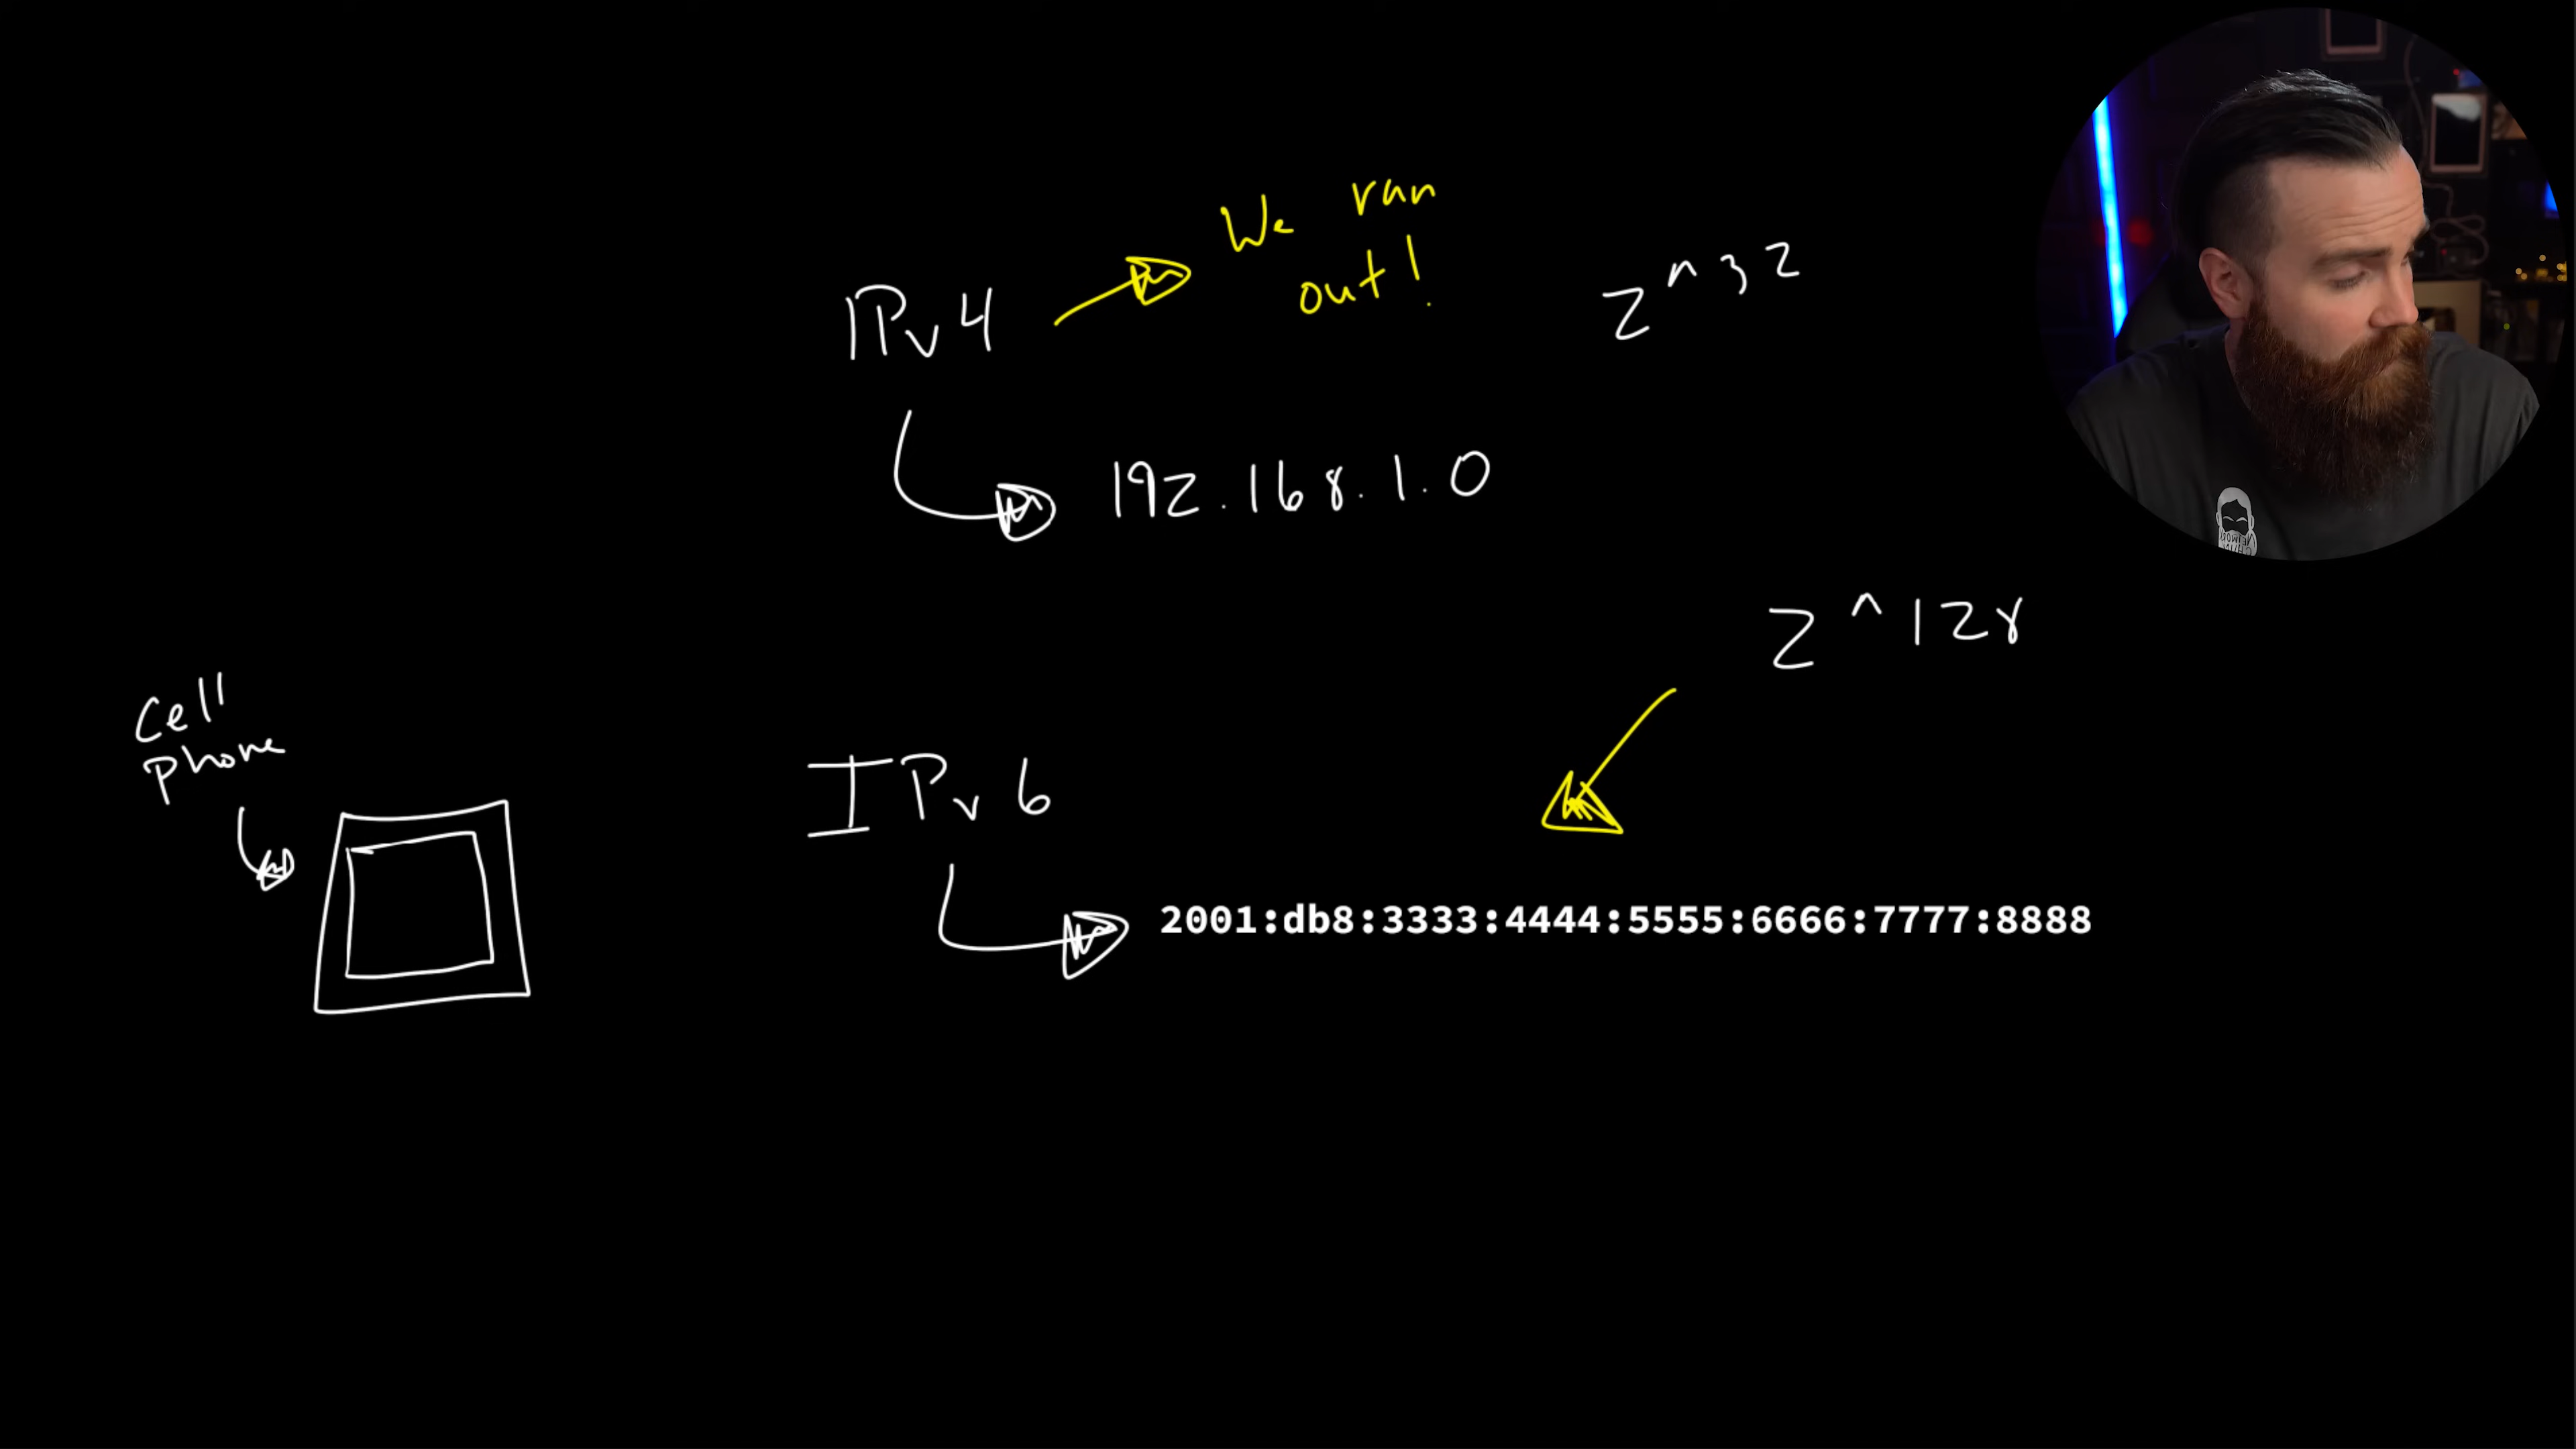 We ran
out!
IPv4
2^32
192.168.1.0
2^128
cell
phone
IPv6
2001:db8:3333:4444:5555:6666:7777:8888